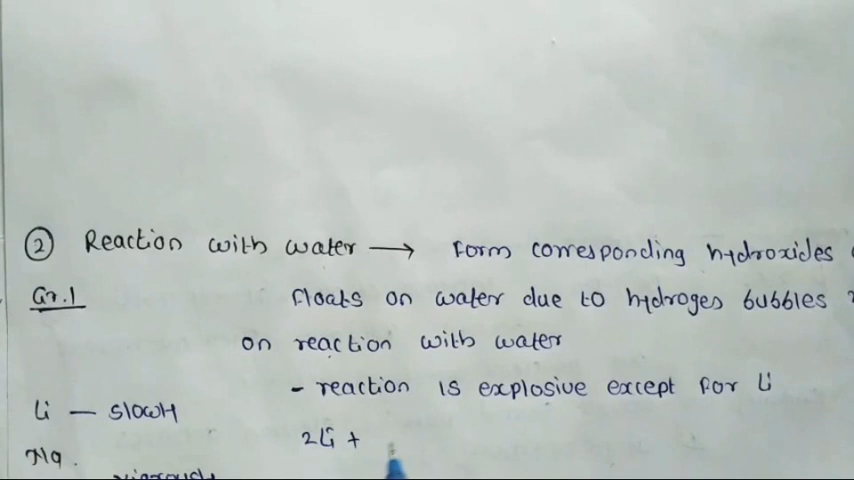 ② Reaction with water → Form corresponding hydroxides
Gr.1 Floats on water due to hydroges bubbles
on reaction with water
- reaction is explosive except for Li
Li — slowly
2Li +
Na.